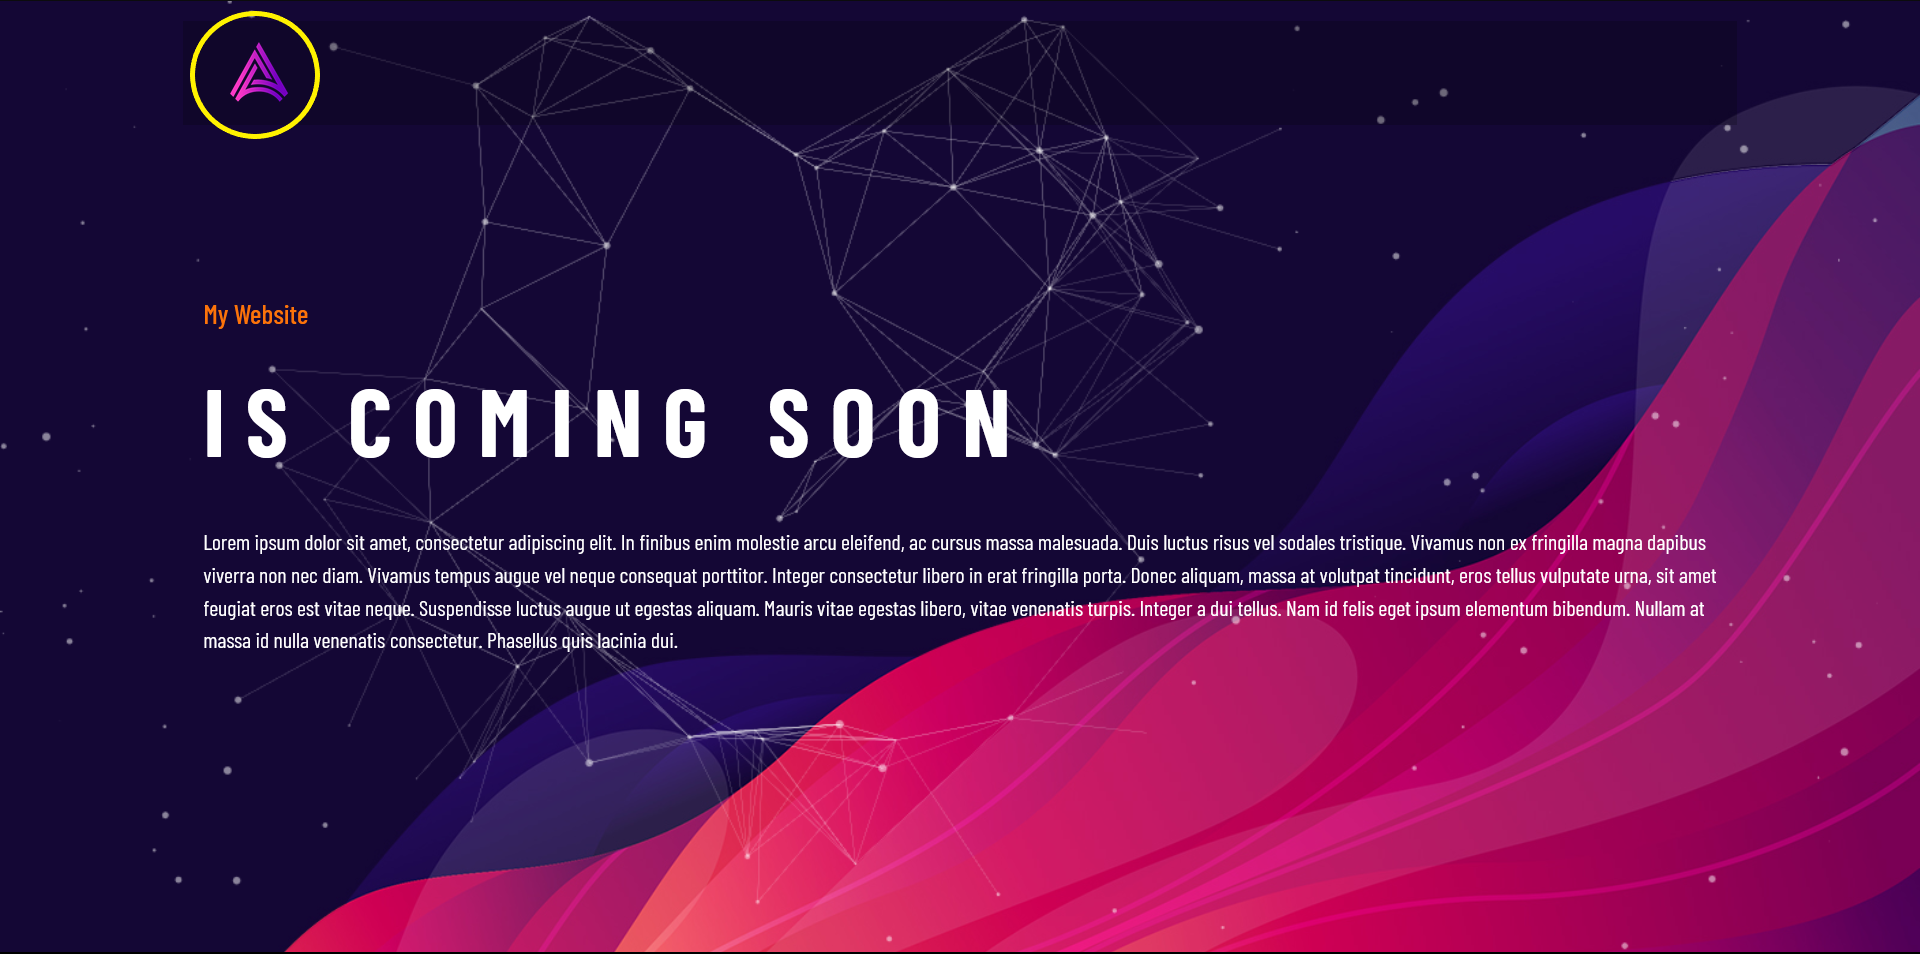 My Website
IS COMING SOON
Lorem ipsum dolor sit amet, consectetur adipiscing elit. In finibus enim molestie arcu eleifend, ac cursus massa malesuada. Duis luctus risus vel sodales tristique. Vivamus non ex fringilla magna dapibus
viverra non nec diam. Vivamus tempus augue vel neque consequat porttitor. Integer consectetur libero in erat fringilla porta. Donec aliquam, massa at volutpat tincidunt, eros tellus vulputate urna, sit amet
feugiat eros est vitae neque. Suspendisse luctus augue ut egestas aliquam. Mauris vitae egestas libero, vitae venenatis turpis. Integer a dui tellus. Nam id felis eget ipsum elementum bibendum. Nullam at
massa id nulla venenatis consectetur. Phasellus quis lacinia dui.